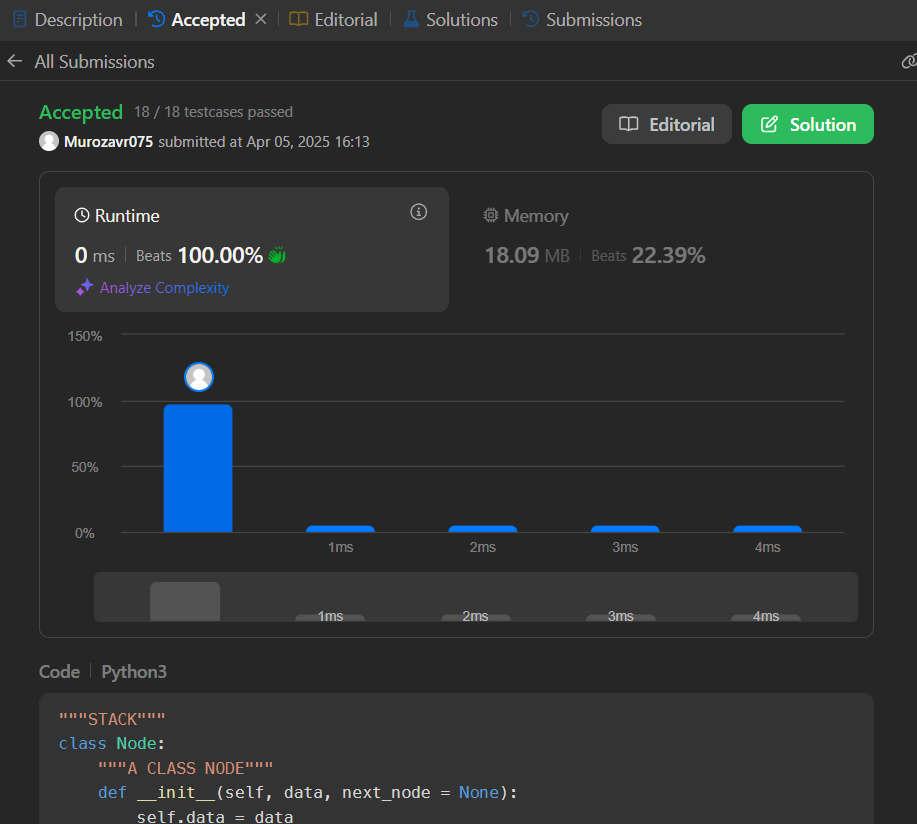 Description | Accepted × | Editorial | Solutions | Submissions
← All Submissions
Accepted 18 / 18 testcases passed
Murozavr075 submitted at Apr 05, 2025 16:13
Editorial
Solution
Runtime
0 ms | Beats 100.00%
Analyze Complexity
Memory
18.09 MB | Beats 22.39%
150%
100%
50%
0%
1ms 2ms 3ms 4ms
1ms 2ms 3ms 4ms
Code | Python3
"""STACK"""
class Node:
    """A CLASS NODE"""
    def __init__(self, data, next_node = None):
        self.data = data